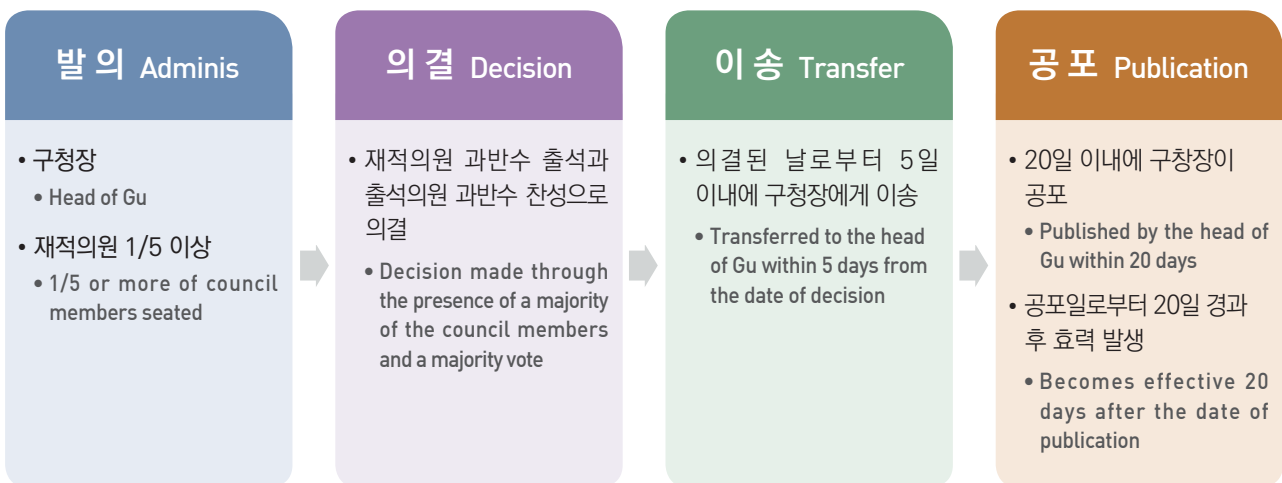 발의 Adminis
• 구청장
• Head of Gu
• 재적의원 1/5 이상
• 1/5 or more of council
members seated
의결 Decision
• 재적의원 과반수 출석과
출석의원 과반수 찬성으로
의결
• Decision made through
the presence of a majority
of the council members
and a majority vote
이송 Transfer
• 의결된 날로부터 5일
이내에 구청장에게 이송
• Transferred to the head
of Gu within 5 days from
the date of decision
공포 Publication
• 20일 이내에 구창장이
공포
• Published by the head of
Gu within 20 days
• 공포일로부터 20일 경과
후 효력 발생
• Becomes effective 20
days after the date of
publication